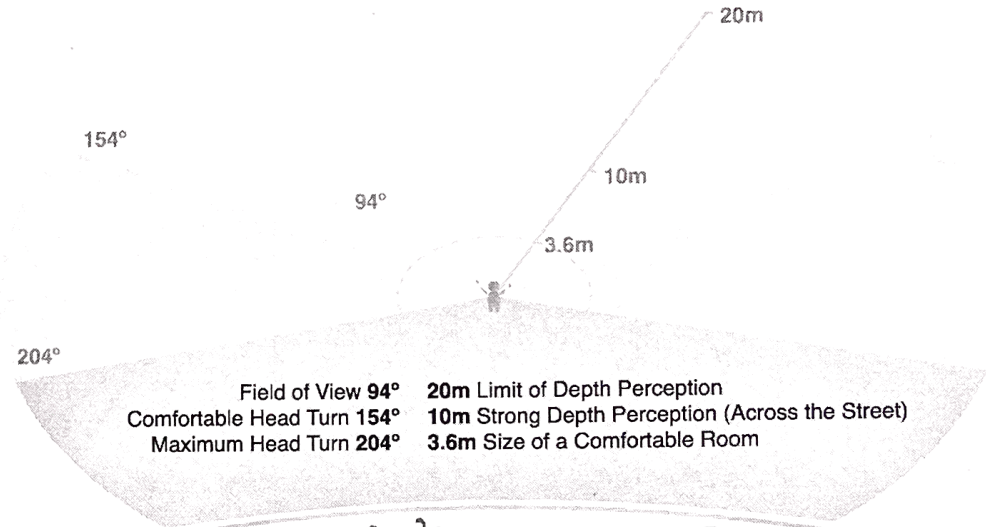 20m
154°
10m
94°
3.6m
204°
Field of View 94° 20m Limit of Depth Perception
Comfortable Head Turn 154° 10m Strong Depth Perception (Across the Street)
Maximum Head Turn 204° 3.6m Size of a Comfortable Room